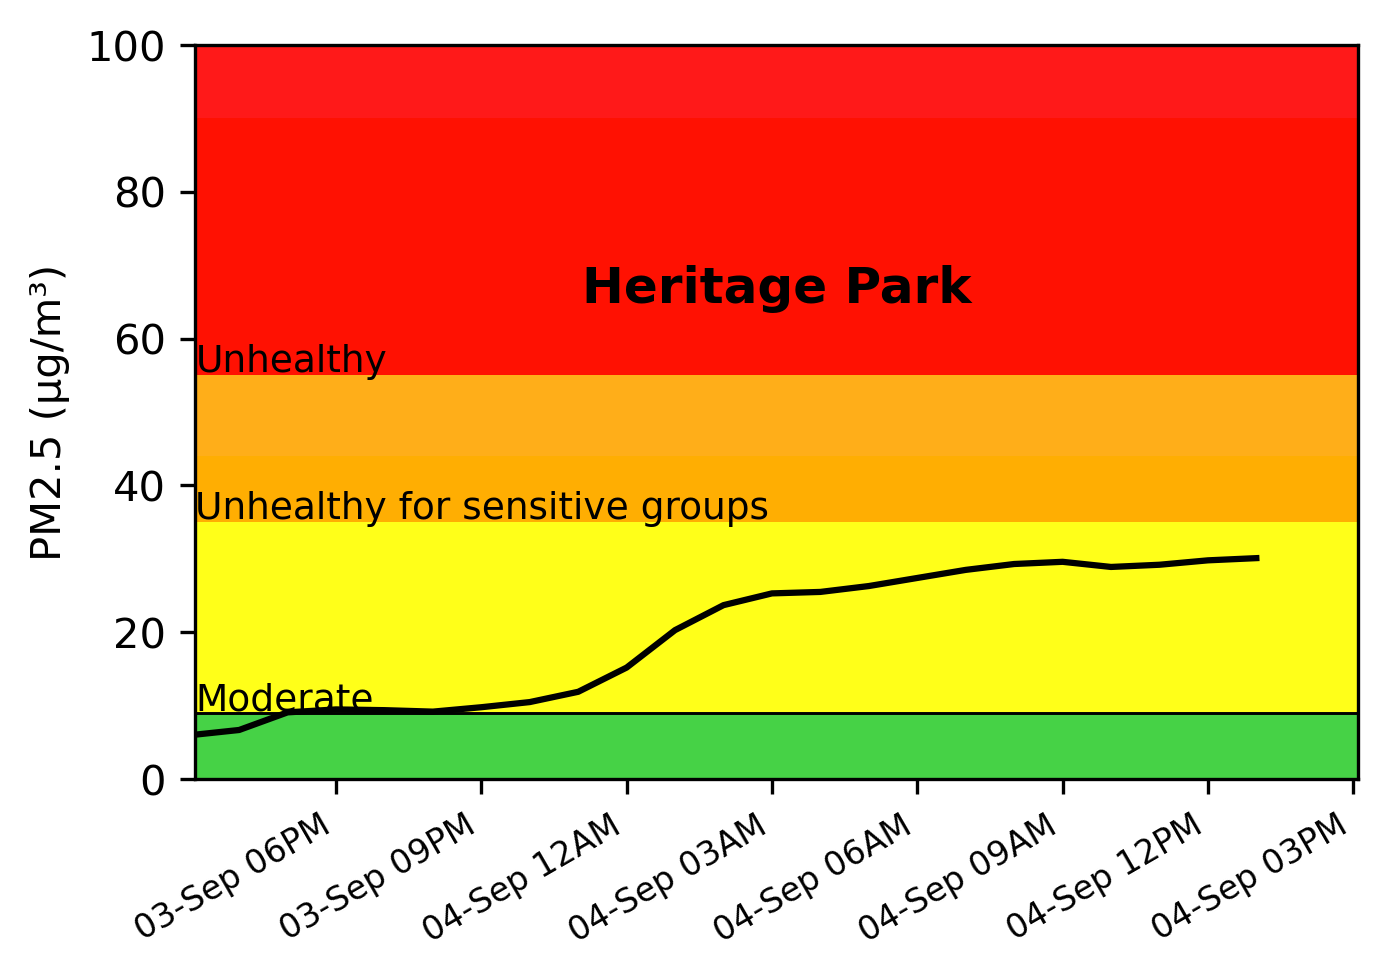 100
80
60
40
20
0
PM2.5 (µg/m³)
Heritage Park
Unhealthy
Unhealthy for sensitive groups
Moderate
03-Sep 06PM
03-Sep 09PM
04-Sep 12AM
04-Sep 03AM
04-Sep 06AM
04-Sep 09AM
04-Sep 12PM
04-Sep 03PM